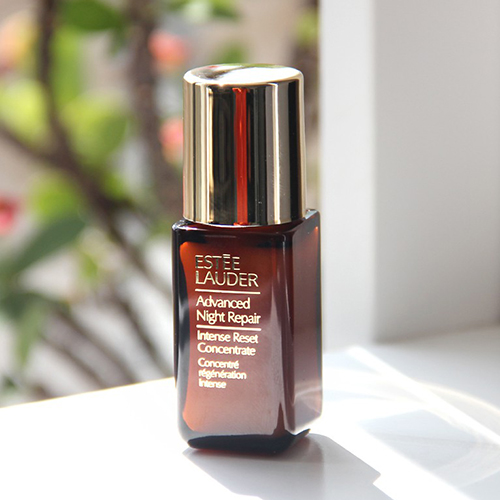 ESTĒE
LAUDER
Advanced
Night Repair
Intense Reset
Concentrate
Concentré
régénération
Intense